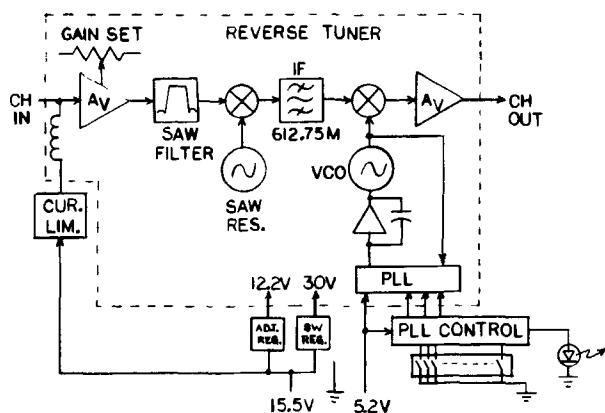 GAIN SET
REVERSE TUNER
CH IN
AV
SAW FILTER
IF
612.75M
AV
CH OUT
SAW RES.
VCO
CUR. LIM.
12.2V
30V
PLL
ADJ. REG.
SW REG.
PLL CONTROL
15.5V
5.2V